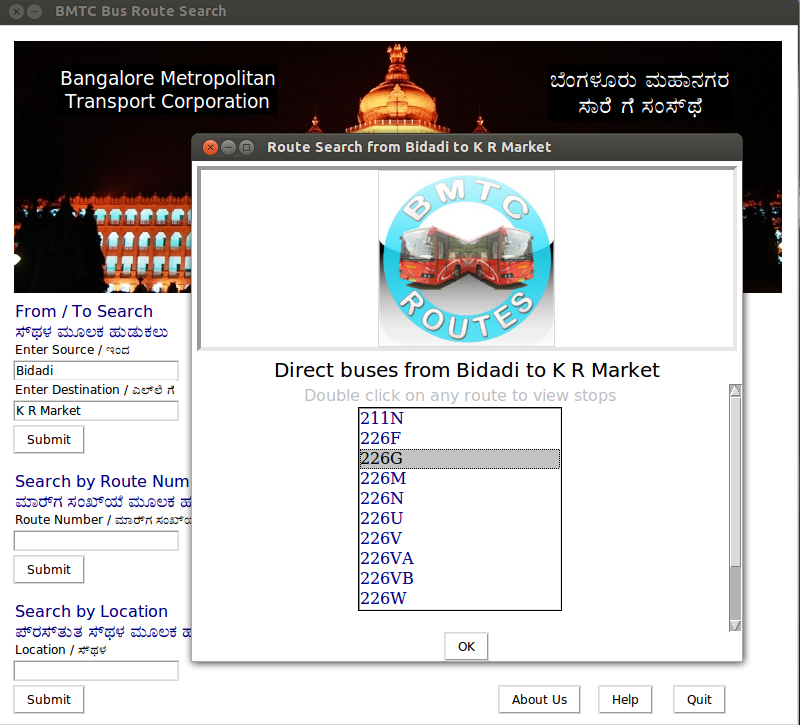 BMTC Bus Route Search
Bangalore Metropolitan
Transport Corporation
ಬೆಂಗಳೂರು ಮಹಾನಗರ
ಸಾರೆ ಗೆ ಸಂಸ್‌ಥೆ
Route Search from Bidadi to K R Market
BMTC
ROUTES
Direct buses from Bidadi to K R Market
Double click on any route to view stops
211N
226F
226G
226M
226N
226U
226V
226VA
226VB
226W
OK
From / To Search
ಸ್‌ಥಳ ಮೂಲಕ ಹುಡುಕಲು
Enter Source / ಇಂದ
Bidadi
Enter Destination / ಎಲ್‌ಲಿ ಗೆ
K R Market
Submit
Search by Route Num
ಮಾರ್‌ಗ ಸಂಖ್‌ಯೆ ಮೂಲಕ ಹ
Route Number / ಮಾರ್‌ಗ ಸಂಖ್‌ಯ
Submit
Search by Location
ಪ್‌ರಸ್‌ತುತ ಸ್‌ಥಳ ಮೂಲಕ ಹ
Location / ಸ್‌ಥಳ
Submit
About Us
Help
Quit